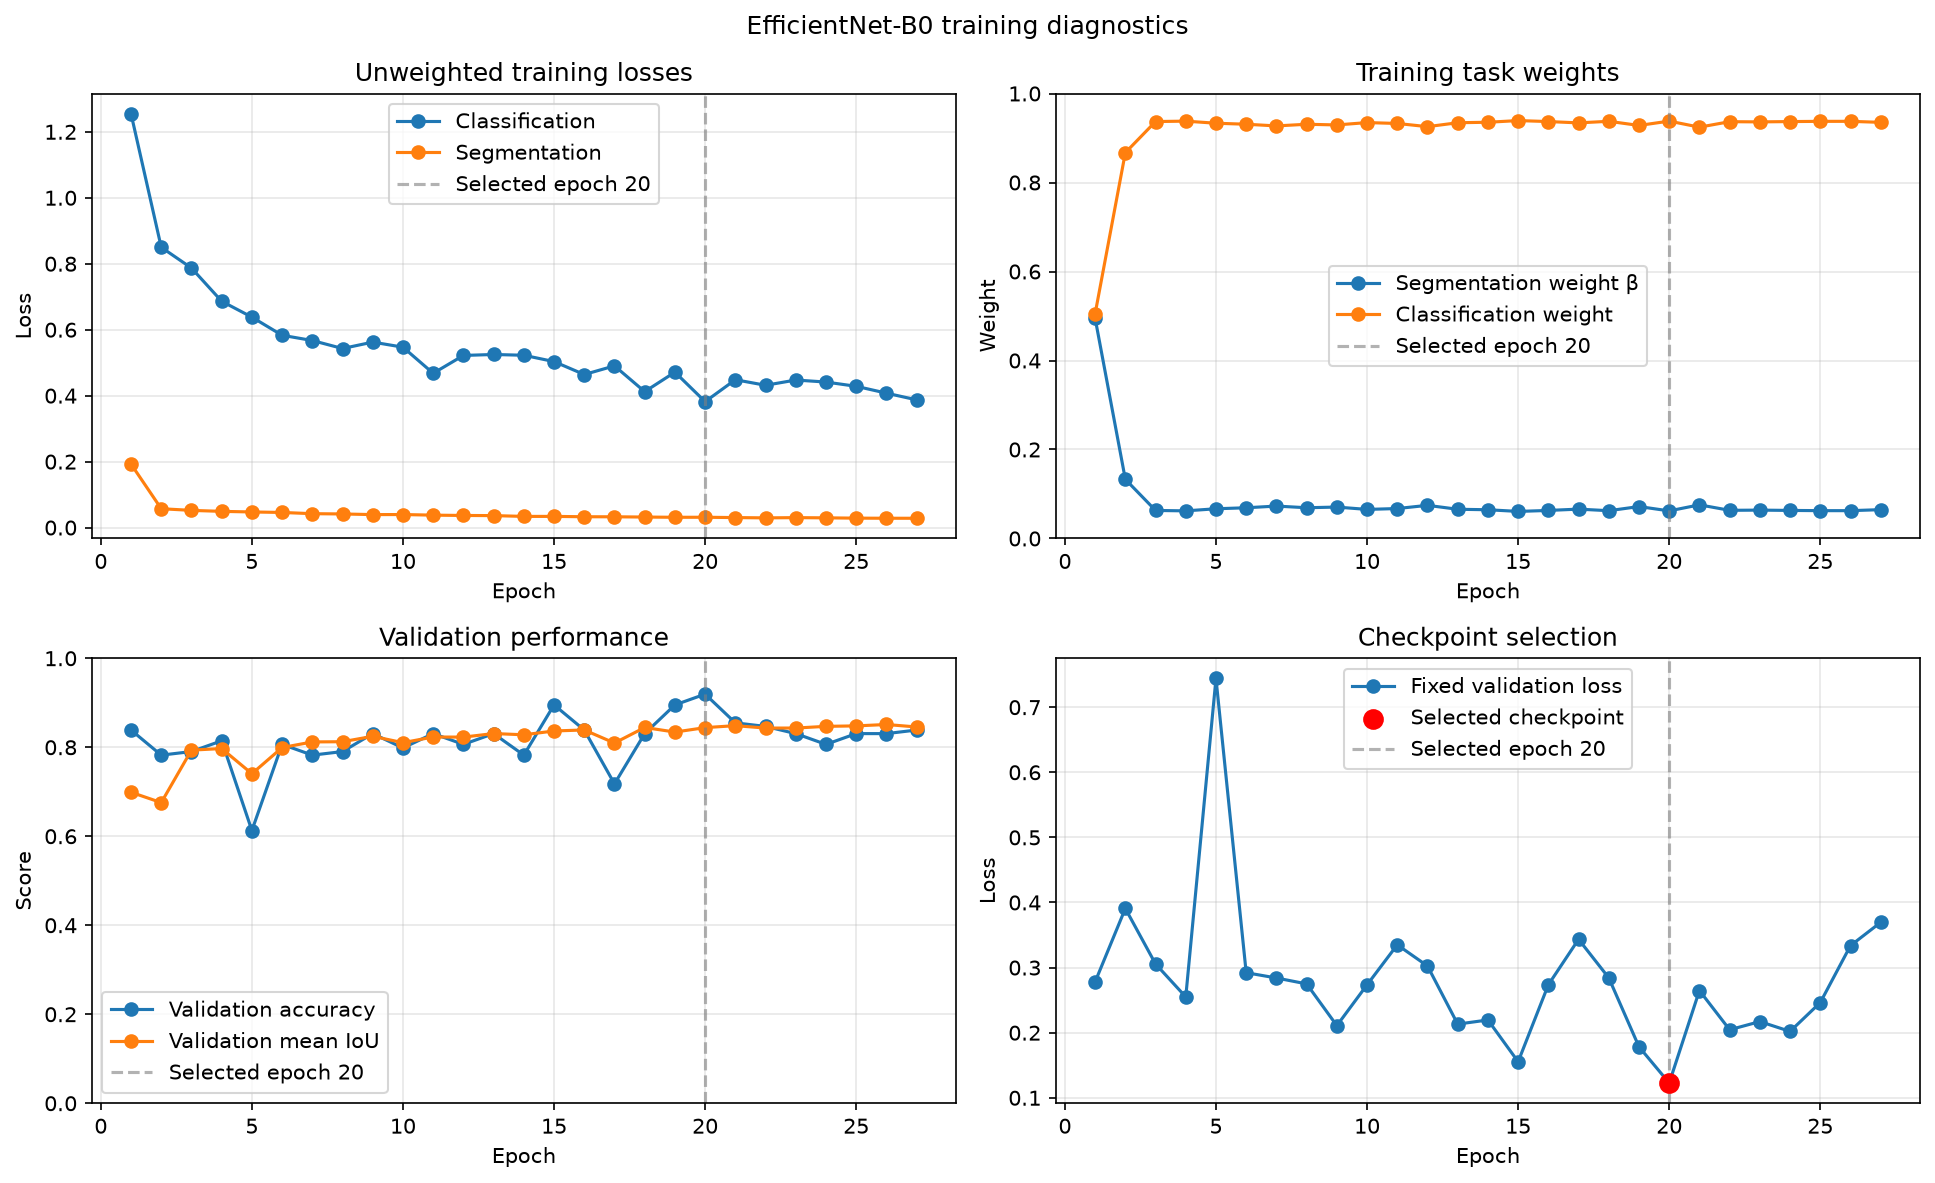 EfficientNet-B0 training diagnostics
Unweighted training losses
Loss
1.2
1.0
0.8
0.6
0.4
0.2
0.0
Classification
Segmentation
Selected epoch 20
0 5 10 15 20 25
Epoch
Training task weights
Weight
1.0
0.8
0.6
0.4
0.2
0.0
Segmentation weight β
Classification weight
Selected epoch 20
0 5 10 15 20 25
Epoch
Validation performance
Score
1.0
0.8
0.6
0.4
0.2
0.0
Validation accuracy
Validation mean IoU
Selected epoch 20
0 5 10 15 20 25
Epoch
Checkpoint selection
Loss
0.7
0.6
0.5
0.4
0.3
0.2
0.1
Fixed validation loss
Selected checkpoint
Selected epoch 20
0 5 10 15 20 25
Epoch